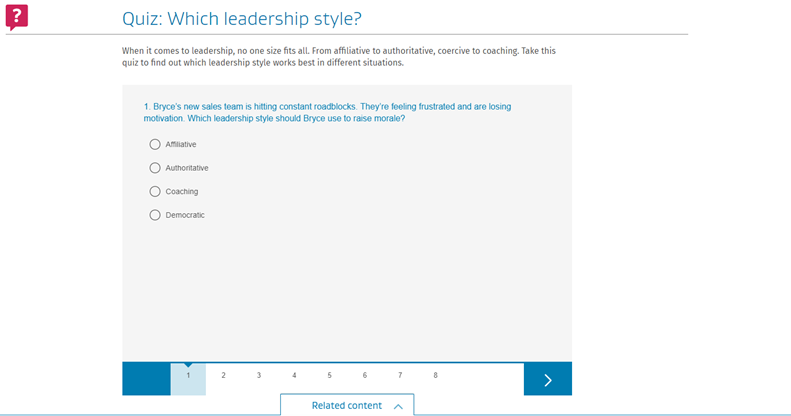 ?
Quiz: Which leadership style?
When it comes to leadership, no one size fits all. From affiliative to authoritative, coercive to coaching. Take this
quiz to find out which leadership style works best in different situations.
1. Bryce's new sales team is hitting constant roadblocks. They're feeling frustrated and are losing
motivation. Which leadership style should Bryce use to raise morale?
Affiliative
Authoritative
Coaching
Democratic
1 2 3 4 5 6 7 8
Related content